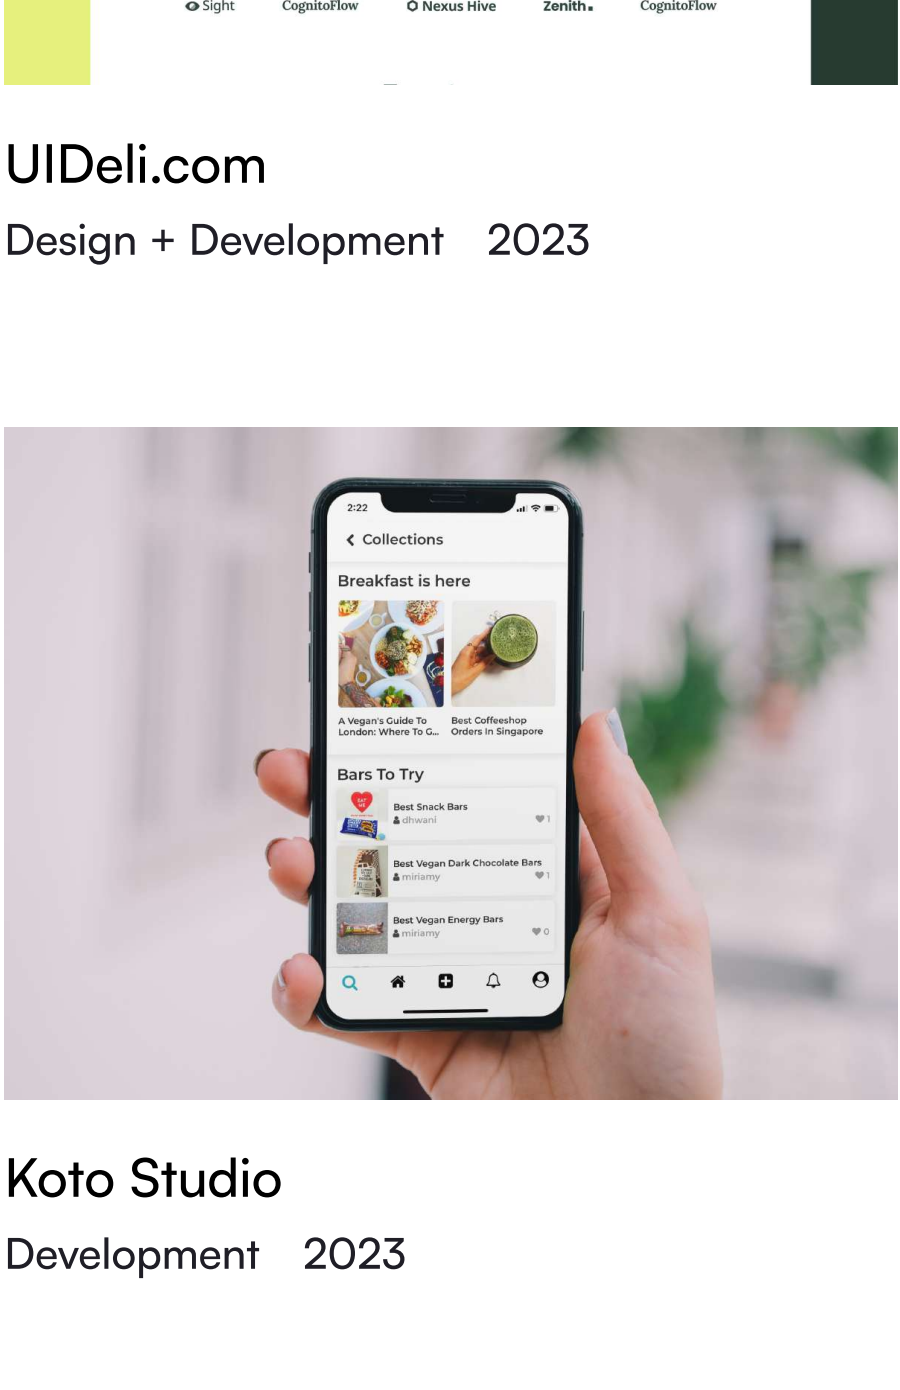 Sight CognitoFlow Nexus Hive Zenith. CognitoFlow
UIDeli.com
Design + Development 2023
2:22
Collections
Breakfast is here
A Vegan's Guide To
London: Where To G...
Best Coffeeshop
Orders In Singapore
Bars To Try
EAT
ME
Best Snack Bars
dhwani 1
Best Vegan Dark Chocolate Bars
miriamy 1
Best Vegan Energy Bars
miriamy 0
Koto Studio
Development 2023